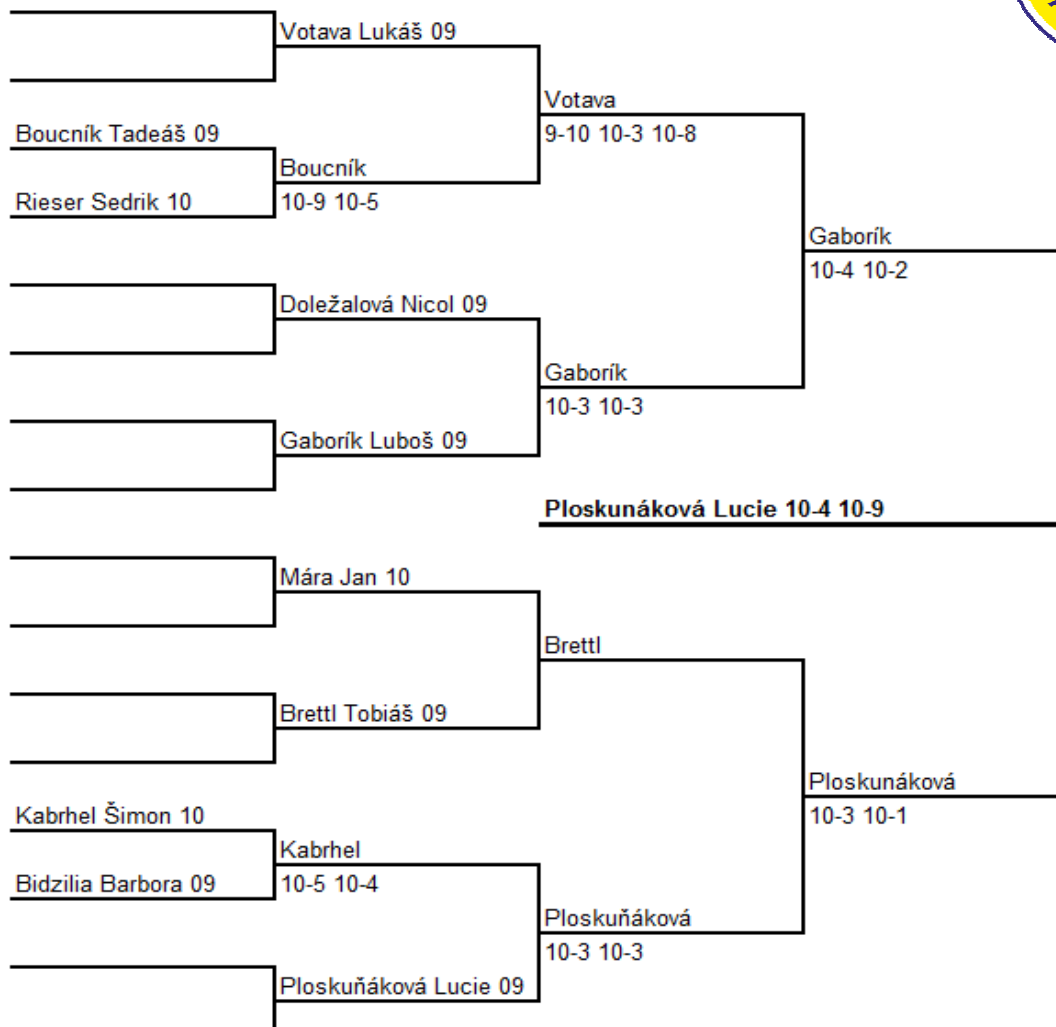 Votava Lukáš 09
Votava
9-10 10-3 10-8
Boucník Tadeáš 09
Boucník
10-9 10-5
Rieser Sedrik 10
Gaborík
10-4 10-2
Doležalová Nicol 09
Gaborík
10-3 10-3
Gaborík Luboš 09
Ploskunáková Lucie 10-4 10-9
Mára Jan 10
Brettl
Brettl Tobiáš 09
Ploskunáková
10-3 10-1
Kabrhel Šimon 10
Kabrhel
10-5 10-4
Bidzilia Barbora 09
Ploskuňáková
10-3 10-3
Ploskuňáková Lucie 09